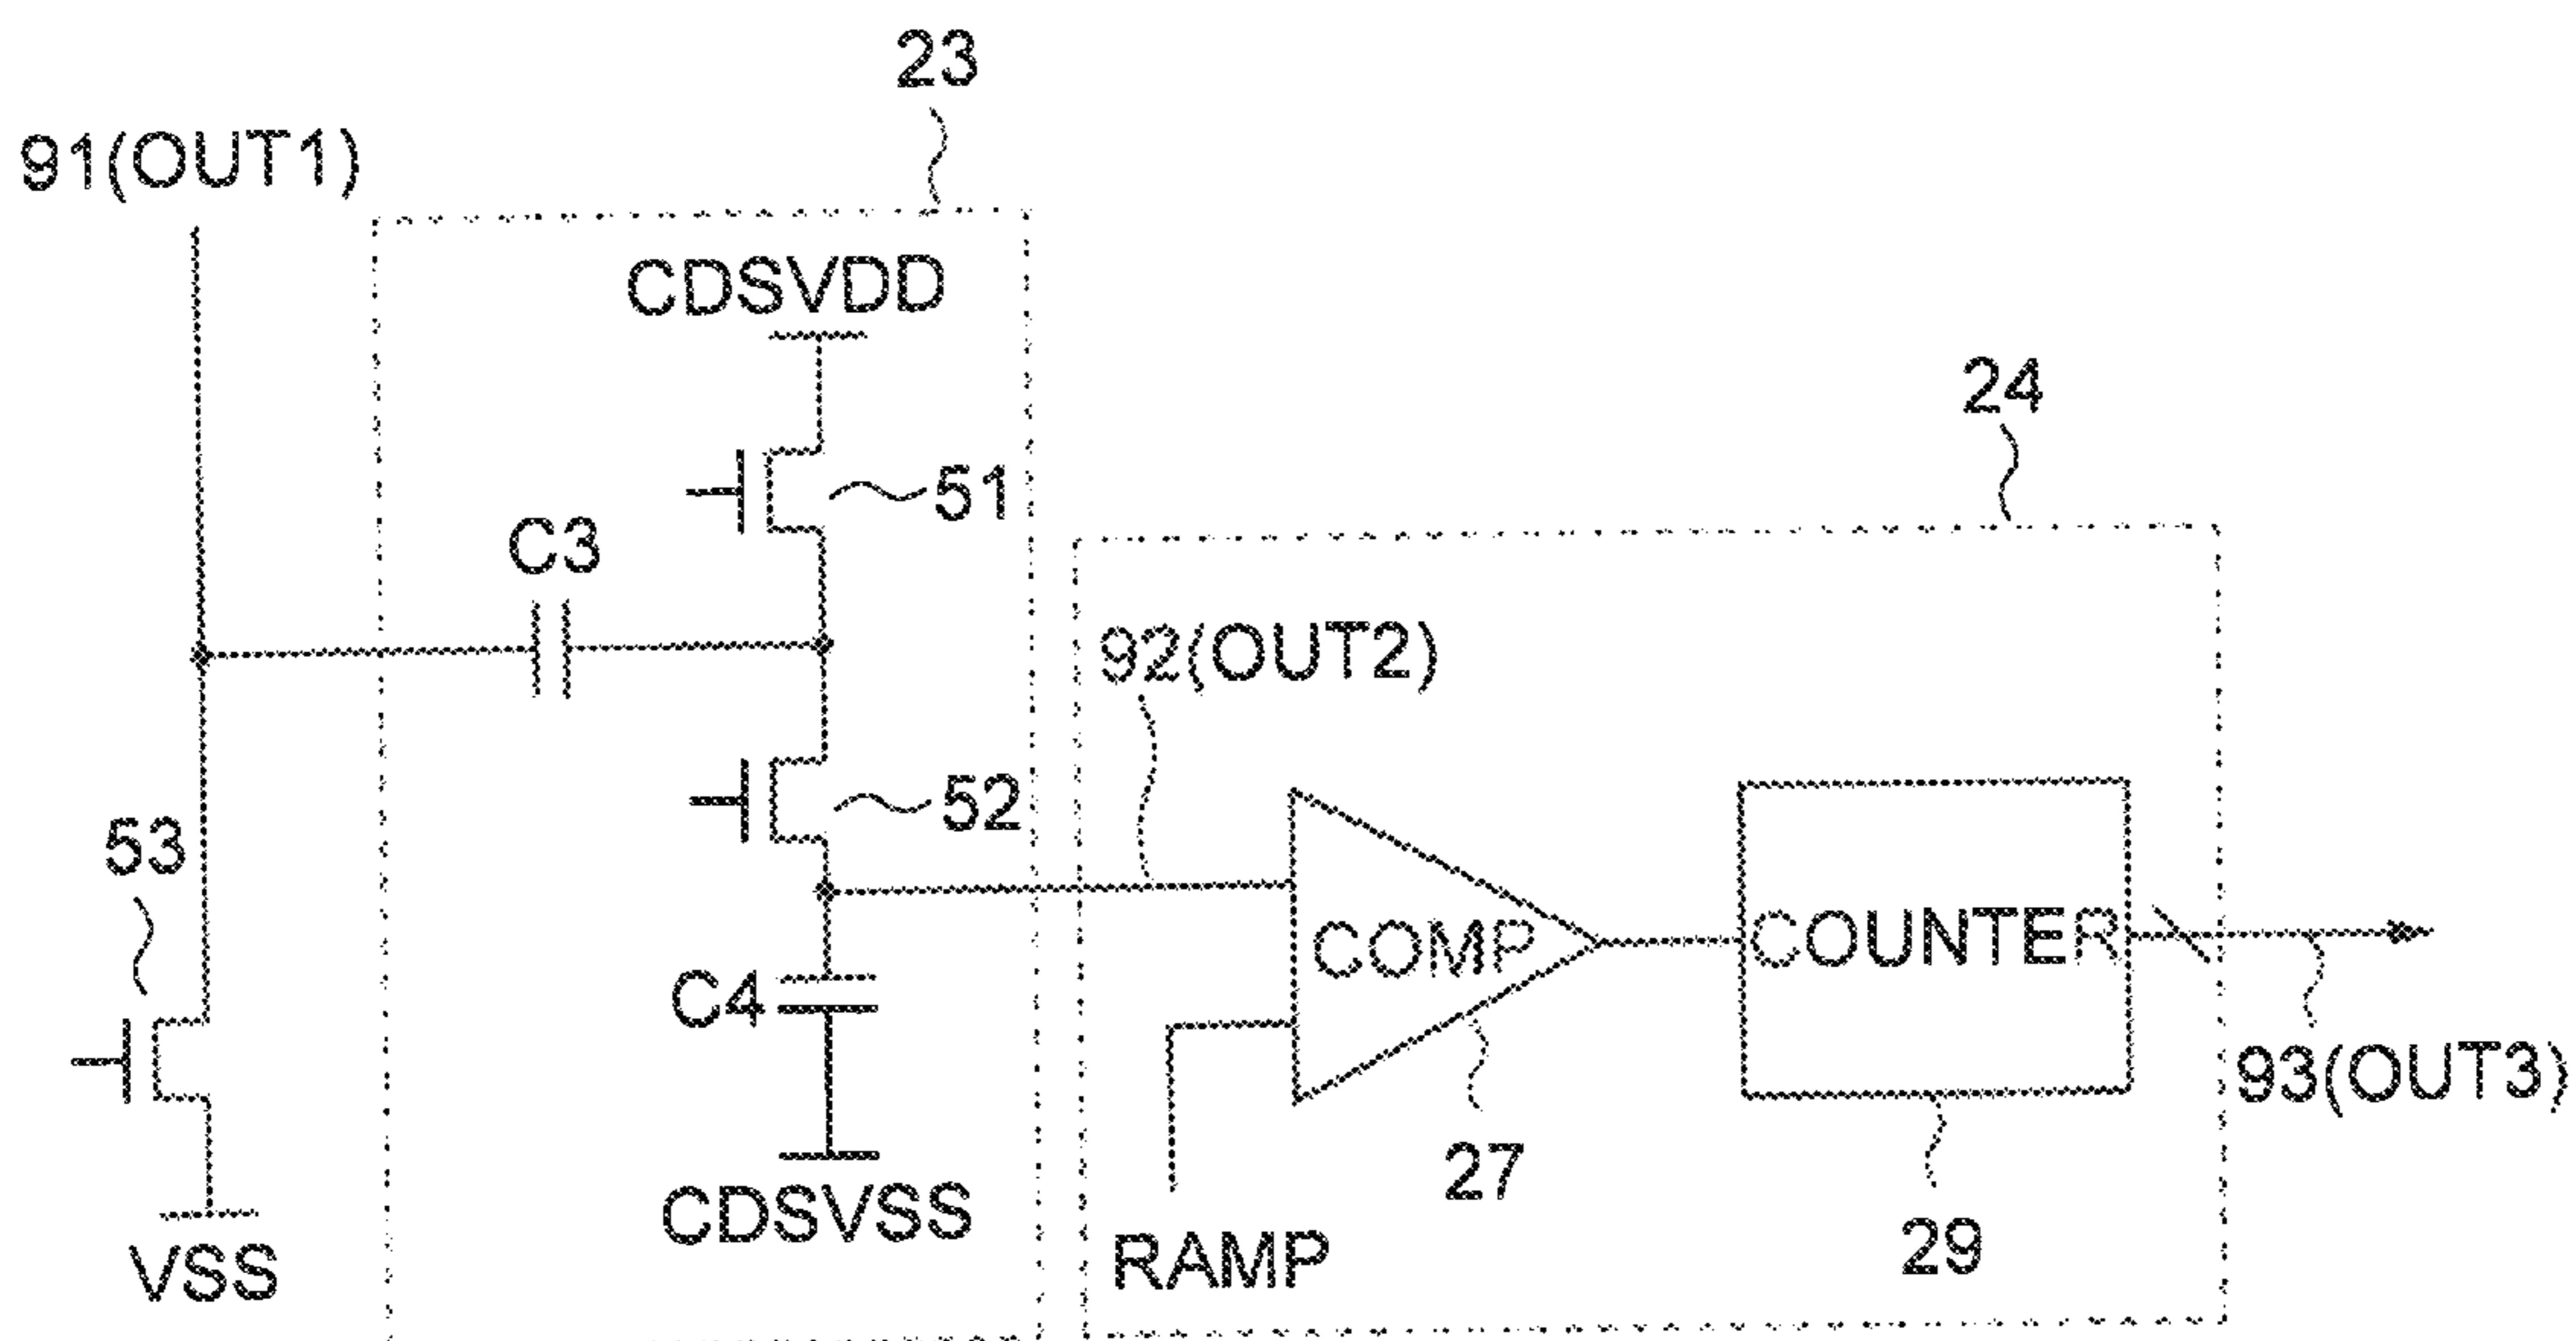 23
91(OUT1)
CDSVDD
24
51
C3
92(OUT2)
52
53
COMP
COUNTER
C4
93(OUT3)
27
CDSVSS
29
RAMP
VSS